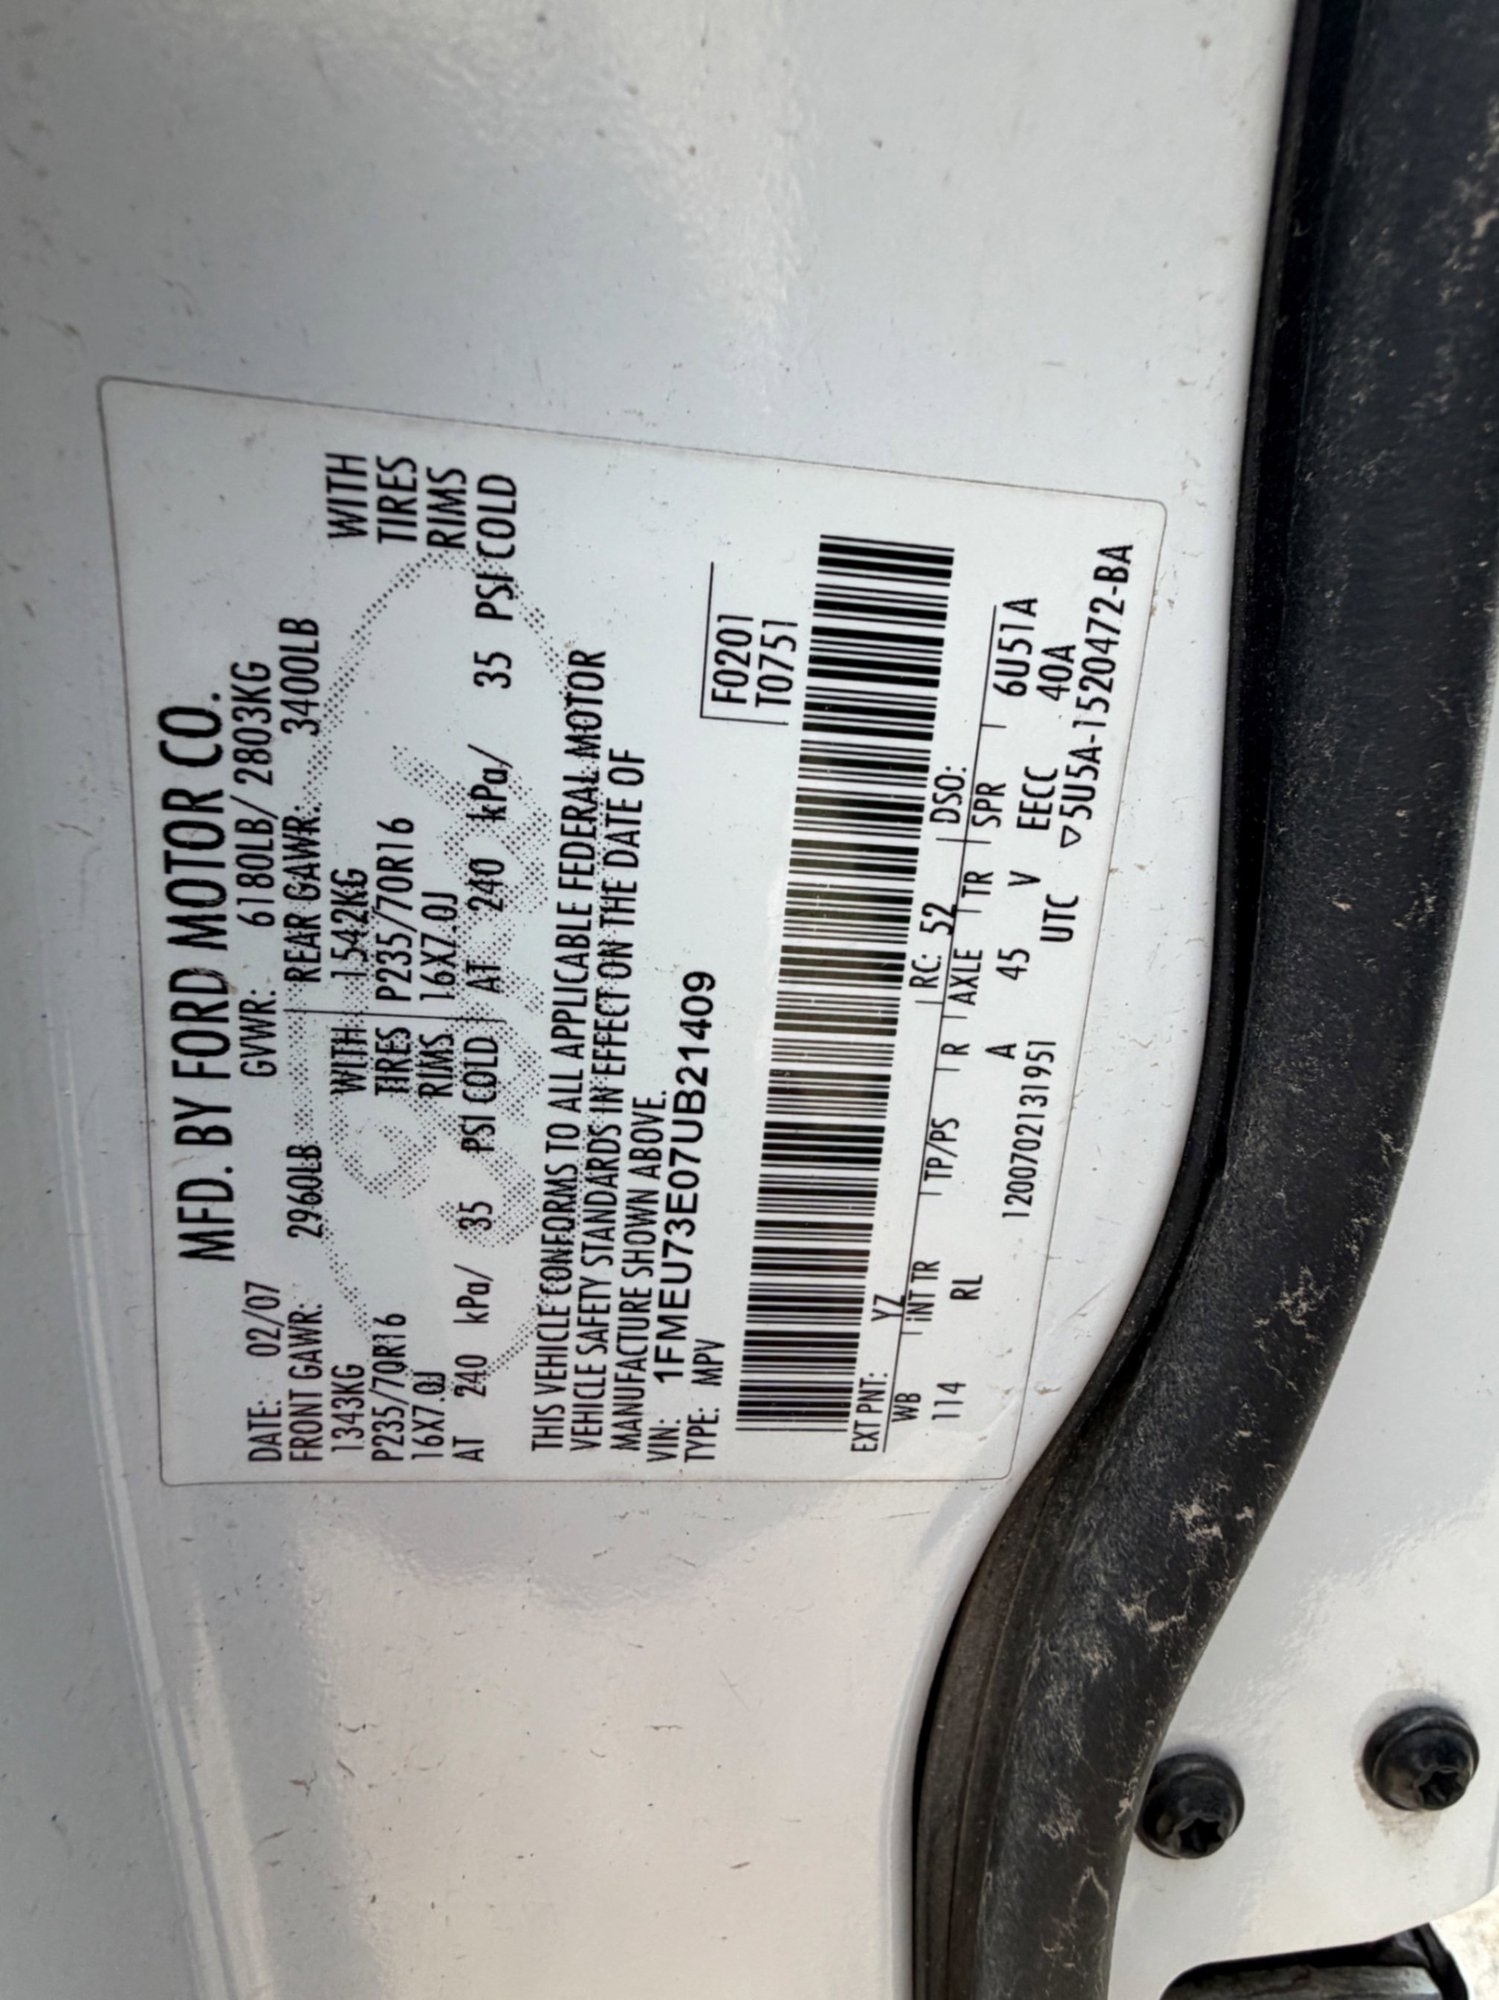 MFD. BY FORD MOTOR CO.
DATE: 02/07 GVWR: 6180LB/ 2803KG
FRONT GAWR: 2960LB REAR GAWR: 3400LB
1343KG WITH 1542KG WITH
P235/70R16 TIRES P235/70R16 TIRES
16X7.0J RIMS 16X7.0J RIMS
AT 240 kPa/ 35 PSI COLD AT 240 kPa/ 35 PSI COLD
THIS VEHICLE CONFORMS TO ALL APPLICABLE FEDERAL MOTOR
VEHICLE SAFETY STANDARDS IN EFFECT ON THE DATE OF
MANUFACTURE SHOWN ABOVE.
VIN: 1FMEU73E07UB21409
TYPE: MPV
F0201
T0751
EXT PNT: YZ RC: 52 DSO:
WB INT TR TP/PS R AXLE TR SPR 6U51A
114 RL A 45 V EECC 40A
1200702131951 UTC ▽5U5A-1520472-BA